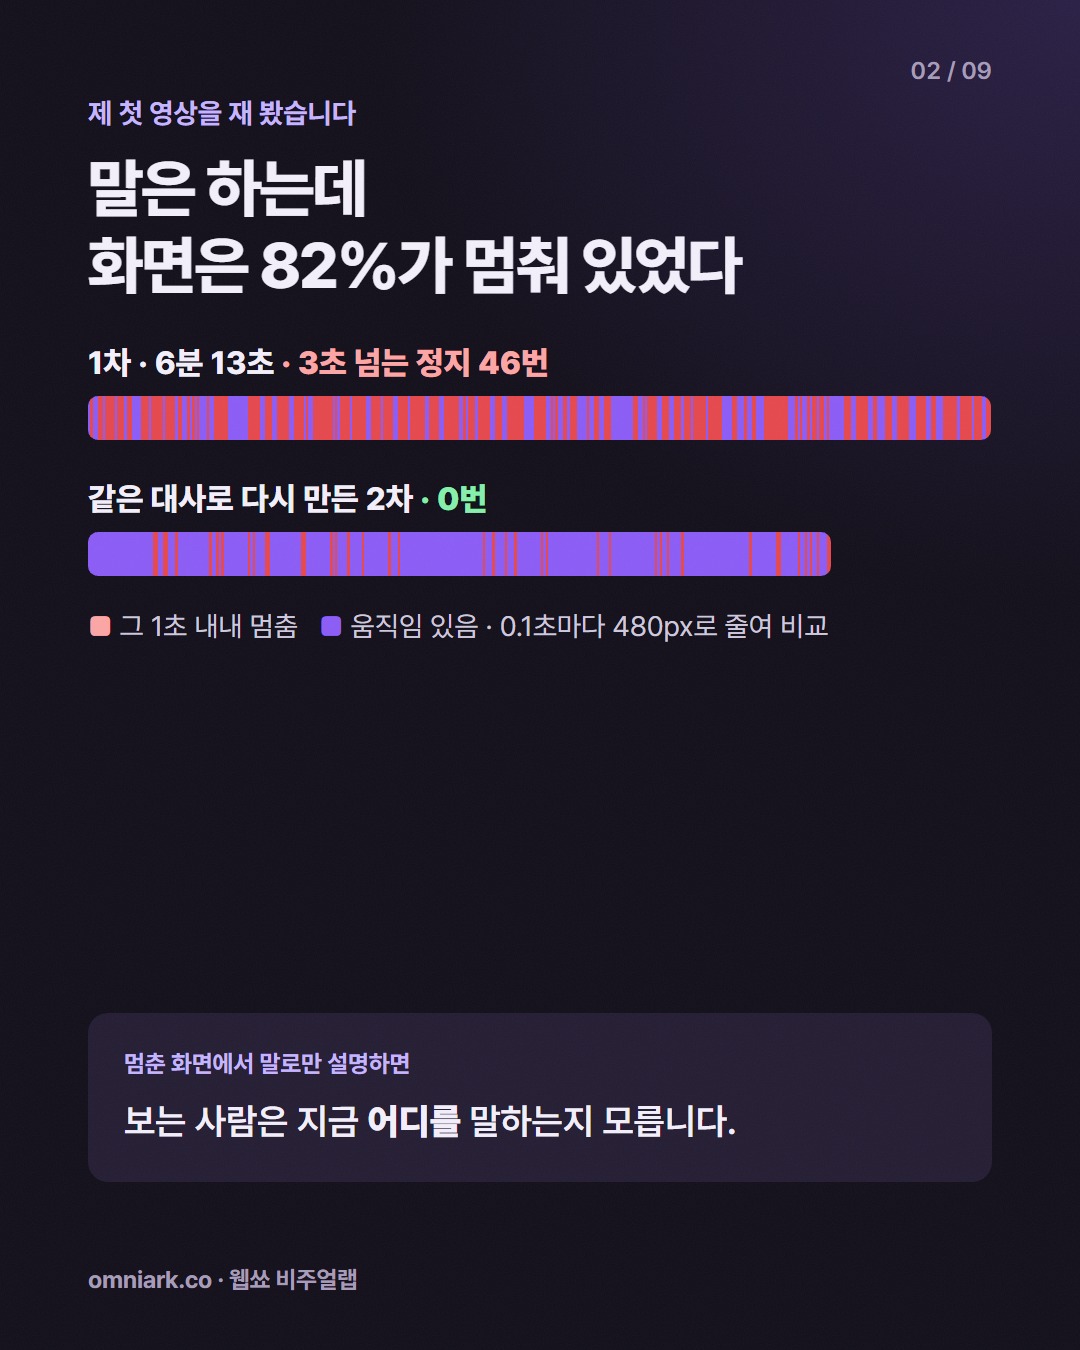 02 / 09
제 첫 영상을 재 봤습니다
말은 하는데
화면은 82%가 멈춰 있었다
1차 · 6분 13초 · 3초 넘는 정지 46번
같은 대사로 다시 만든 2차 · 0번
그 1초 내내 멈춤 움직임 있음 · 0.1초마다 480px로 줄여 비교
멈춘 화면에서 말로만 설명하면
보는 사람은 지금 어디를 말하는지 모릅니다.
omniark.co · 웹쑈 비주얼랩